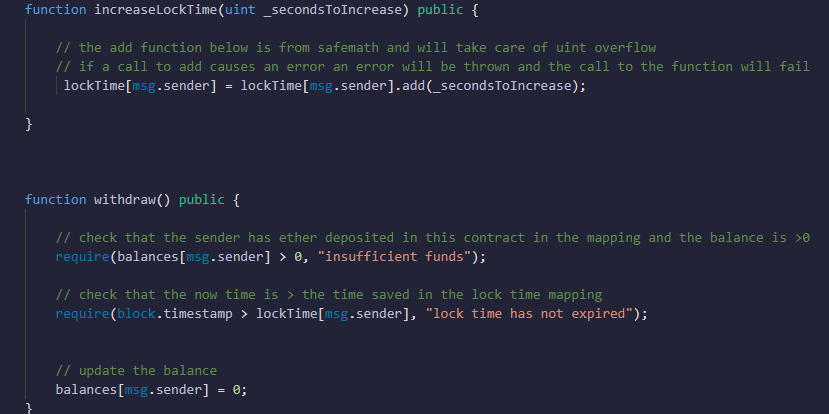 function increaseLockTime(uint _secondsToIncrease) public {
// the add function below is from safemath and will take care of uint overflow
// if a call to add causes an error an error will be thrown and the call to the function will fail
lockTime[msg.sender] = lockTime[msg.sender].add(_secondsToIncrease);
}
function withdraw() public {
// check that the sender has ether deposited in this contract in the mapping and the balance is >0
require(balances[msg.sender] > 0, "insufficient funds");
// check that the now time is > the time saved in the lock time mapping
require(block.timestamp > lockTime[msg.sender], "lock time has not expired");
// update the balance
balances[msg.sender] = 0;
}